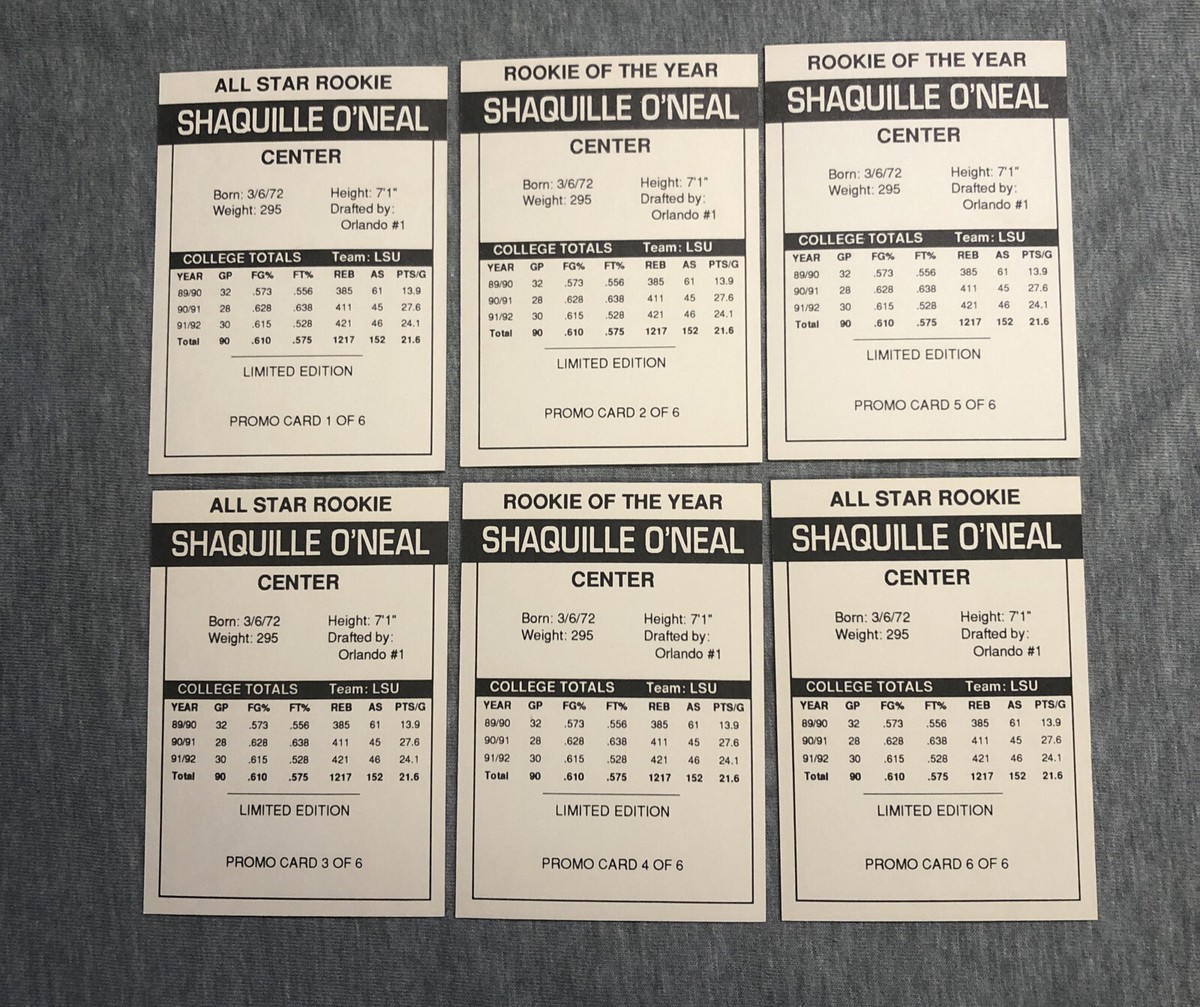 ALL STAR ROOKIE
SHAQUILLE O'NEAL
CENTER
Born: 3/6/72 Height: 7'1"
Weight: 295 Drafted by:
Orlando #1
COLLEGE TOTALS Team: LSU
YEAR GP FG% FT% REB AS PTS/G
89/90 32 .573 .556 385 61 13.9
90/91 28 .628 .638 411 45 27.6
91/92 30 .615 .528 421 46 24.1
Total 90 .610 .575 1217 152 21.6
LIMITED EDITION
PROMO CARD 1 OF 6
ROOKIE OF THE YEAR
SHAQUILLE O'NEAL
CENTER
Born: 3/6/72 Height: 7'1"
Weight: 295 Drafted by:
Orlando #1
COLLEGE TOTALS Team: LSU
YEAR GP FG% FT% REB AS PTS/G
89/90 32 .573 .556 385 61 13.9
90/91 28 .628 .638 411 45 27.6
91/92 30 .615 .528 421 46 24.1
Total 90 .610 .575 1217 152 21.6
LIMITED EDITION
PROMO CARD 2 OF 6
ROOKIE OF THE YEAR
SHAQUILLE O'NEAL
CENTER
Born: 3/6/72 Height: 7'1"
Weight: 295 Drafted by:
Orlando #1
COLLEGE TOTALS Team: LSU
YEAR GP FG% FT% REB AS PTS/G
89/90 32 .573 .556 385 61 13.9
90/91 28 .628 .638 411 45 27.6
91/92 30 .615 .528 421 46 24.1
Total 90 .610 .575 1217 152 21.6
LIMITED EDITION
PROMO CARD 5 OF 6
ALL STAR ROOKIE
SHAQUILLE O'NEAL
CENTER
Born: 3/6/72 Height: 7'1"
Weight: 295 Drafted by:
Orlando #1
COLLEGE TOTALS Team: LSU
YEAR GP FG% FT% REB AS PTS/G
89/90 32 .573 .556 385 61 13.9
90/91 28 .628 .638 411 45 27.6
91/92 30 .615 .528 421 46 24.1
Total 90 .610 .575 1217 152 21.6
LIMITED EDITION
PROMO CARD 3 OF 6
ROOKIE OF THE YEAR
SHAQUILLE O'NEAL
CENTER
Born: 3/6/72 Height: 7'1"
Weight: 295 Drafted by:
Orlando #1
COLLEGE TOTALS Team: LSU
YEAR GP FG% FT% REB AS PTS/G
89/90 32 .573 .556 385 61 13.9
90/91 28 .628 .638 411 45 27.6
91/92 30 .615 .528 421 46 24.1
Total 90 .610 .575 1217 152 21.6
LIMITED EDITION
PROMO CARD 4 OF 6
ALL STAR ROOKIE
SHAQUILLE O'NEAL
CENTER
Born: 3/6/72 Height: 7'1"
Weight: 295 Drafted by:
Orlando #1
COLLEGE TOTALS Team: LSU
YEAR GP FG% FT% REB AS PTS/G
89/90 32 .573 .556 385 61 13.9
90/91 28 .628 .638 411 45 27.6
91/92 30 .615 .528 421 46 24.1
Total 90 .610 .575 1217 152 21.6
LIMITED EDITION
PROMO CARD 6 OF 6